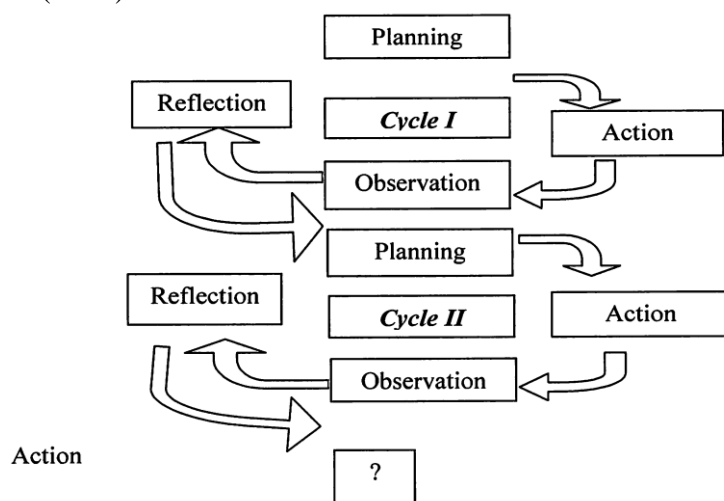 Planning
Reflection
Cycle I
Action
Observation
Planning
Reflection
Cycle II
Action
Observation
Action
?